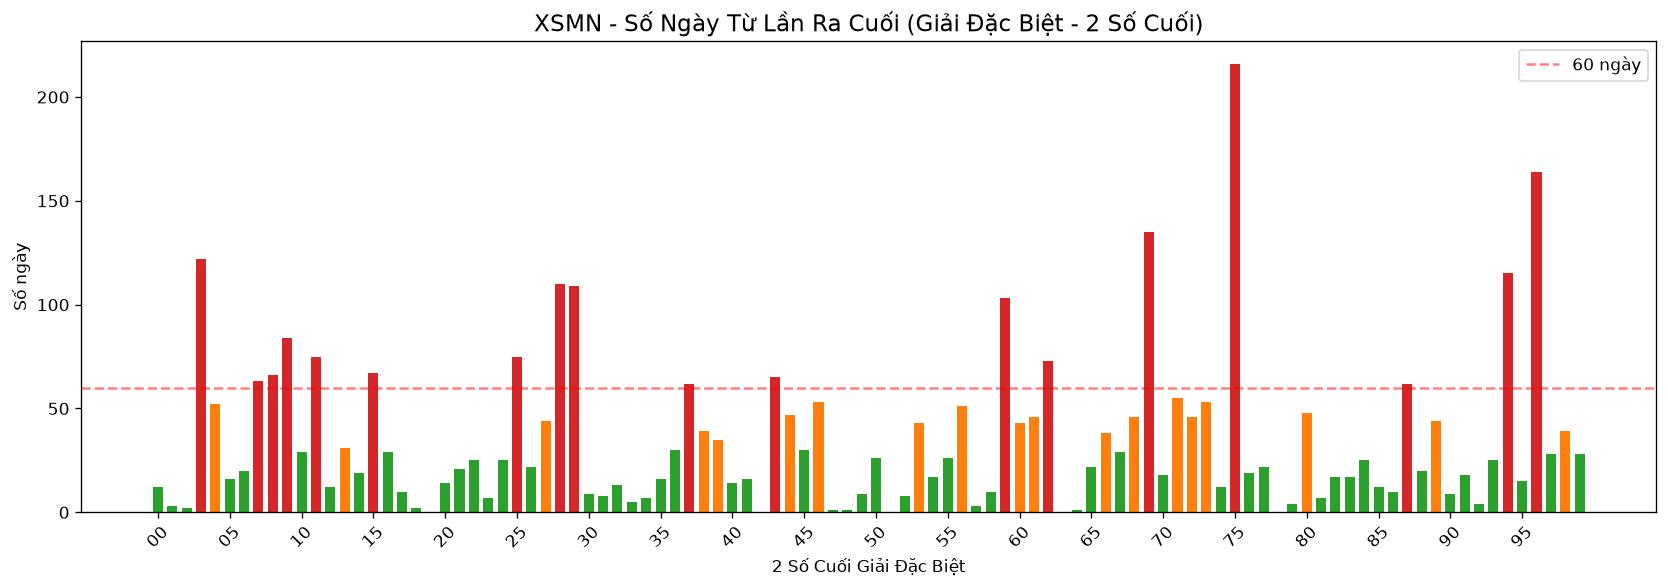 XSMN - Số Ngày Từ Lần Ra Cuối (Giải Đặc Biệt - 2 Số Cuối)
60 ngày
Số ngày
200
150
100
50
0
00 05 10 15 20 25 30 35 40 45 50 55 60 65 70 75 80 85 90 95
2 Số Cuối Giải Đặc Biệt